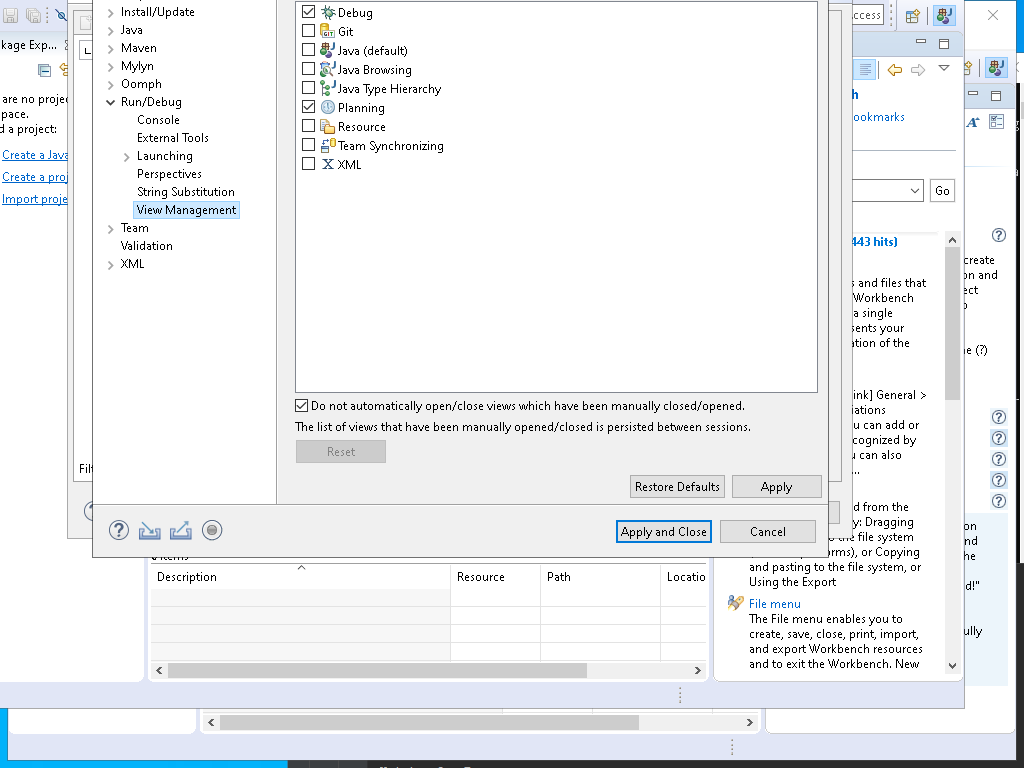 Install/Update
Java
Maven
Mylyn
Oomph
Run/Debug
Console
External Tools
Launching
Perspectives
String Substitution
View Management
Team
Validation
XML
Debug
Git
Java (default)
Java Browsing
Java Type Hierarchy
Planning
Resource
Team Synchronizing
XML
Do not automatically open/close views which have been manually closed/opened.
The list of views that have been manually opened/closed is persisted between sessions.
Reset
Restore Defaults
Apply
Apply and Close
Cancel
kage Exp...
are no proje
pace.
d a project:
Create a Java
Create a proj
Import proje
Filt
Description
Resource
Path
Locatio
ccess
h
ookmarks
Go
443 hits)
s and files that
Workbench
a single
sents your
ation of the
ink] General >
iations
u can add or
cognized by
u can also
...
d from the
y: Dragging
the file system
orms), or Copying
and pasting to the file system, or
Using the Export
File menu
The File menu enables you to
create, save, close, print, import,
and export Workbench resources
and to exit the Workbench. New
create
on and
ect
o
ne (?)
on
nd
he
d!"
ully